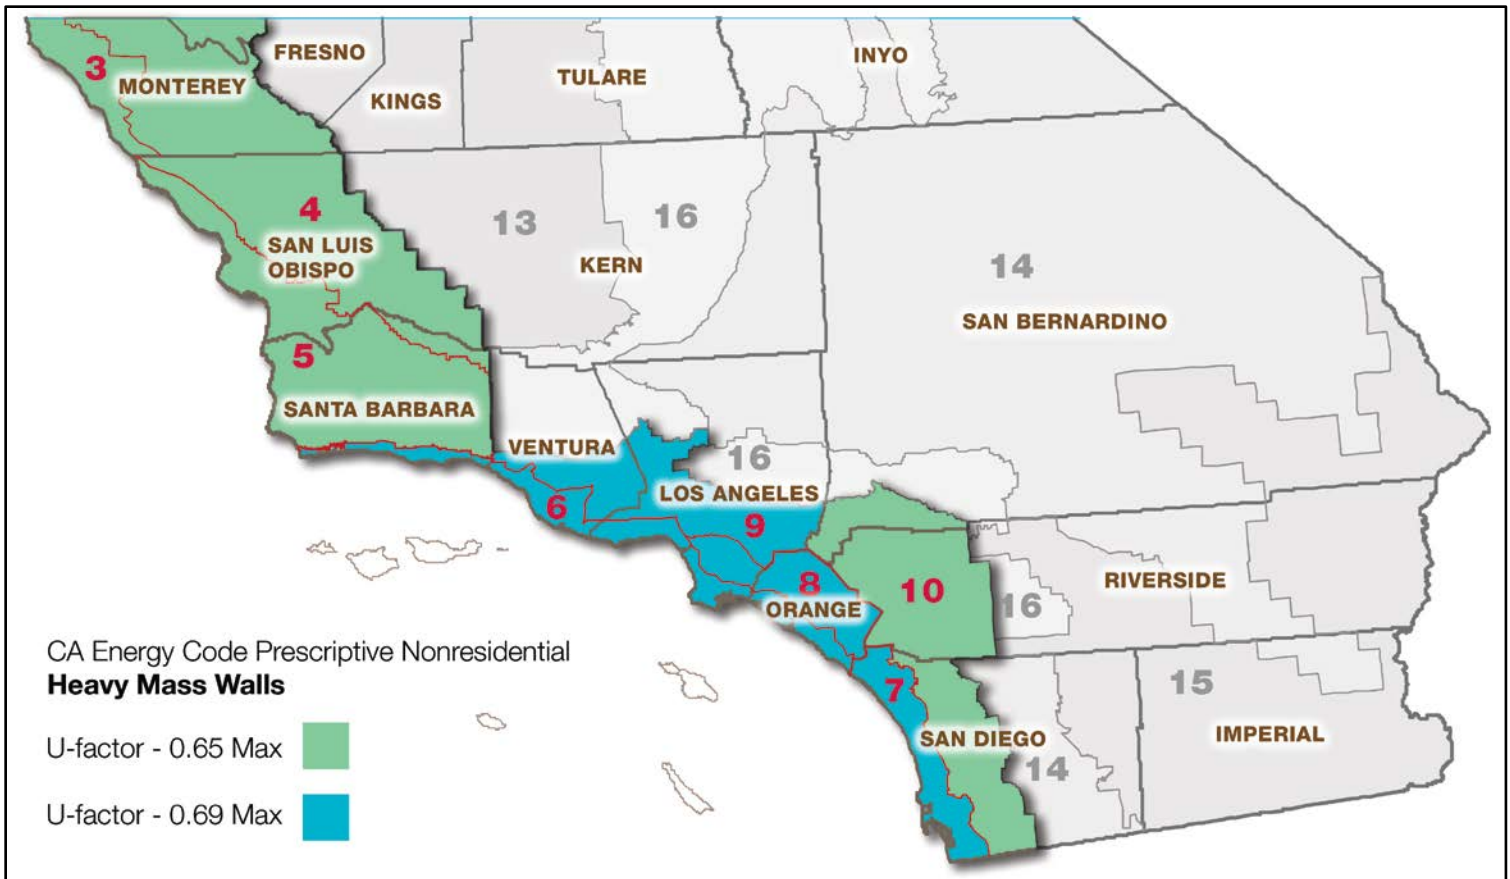 FRESNO
INYO
3
TULARE
MONTEREY
KINGS
4
13
16
SAN LUIS
OBISPO
KERN
14
SAN BERNARDINO
5
SANTA BARBARA
VENTURA
16
LOS ANGELES
6
9
8
10
RIVERSIDE
16
ORANGE
7
15
SAN DIEGO
IMPERIAL
14
CA Energy Code Prescriptive Nonresidential
Heavy Mass Walls
U-factor - 0.65 Max
U-factor - 0.69 Max